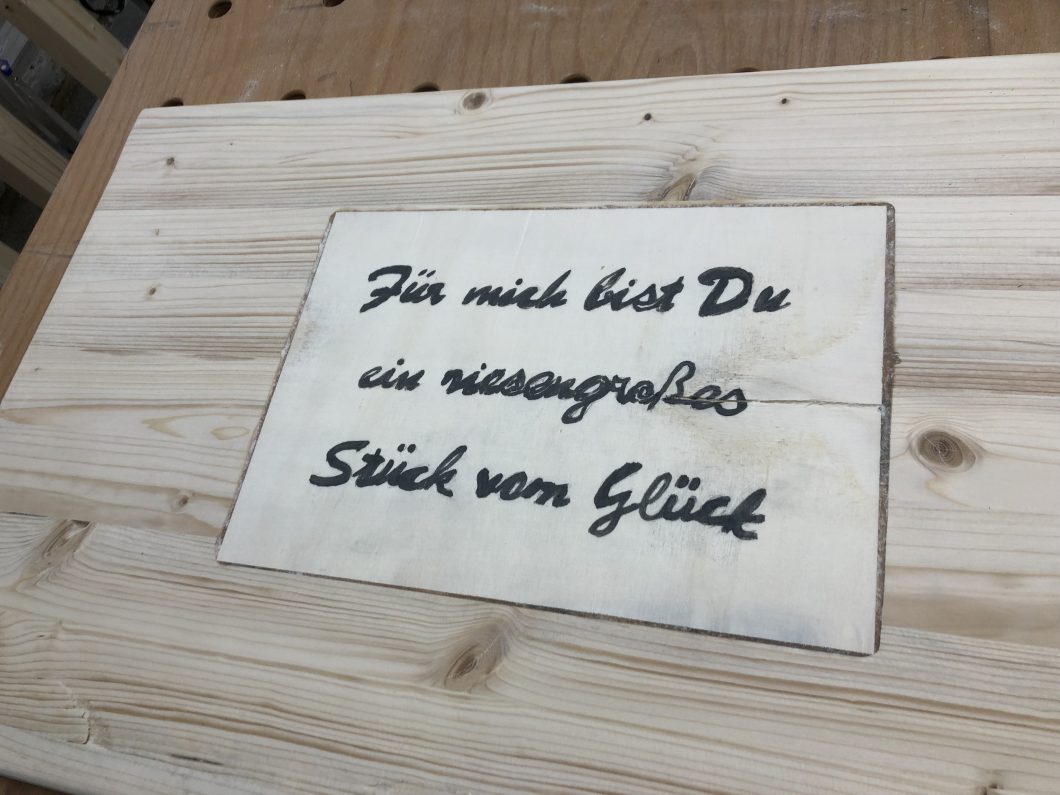 Für mich bist Du
ein riesengroßes
Stück vom Glück